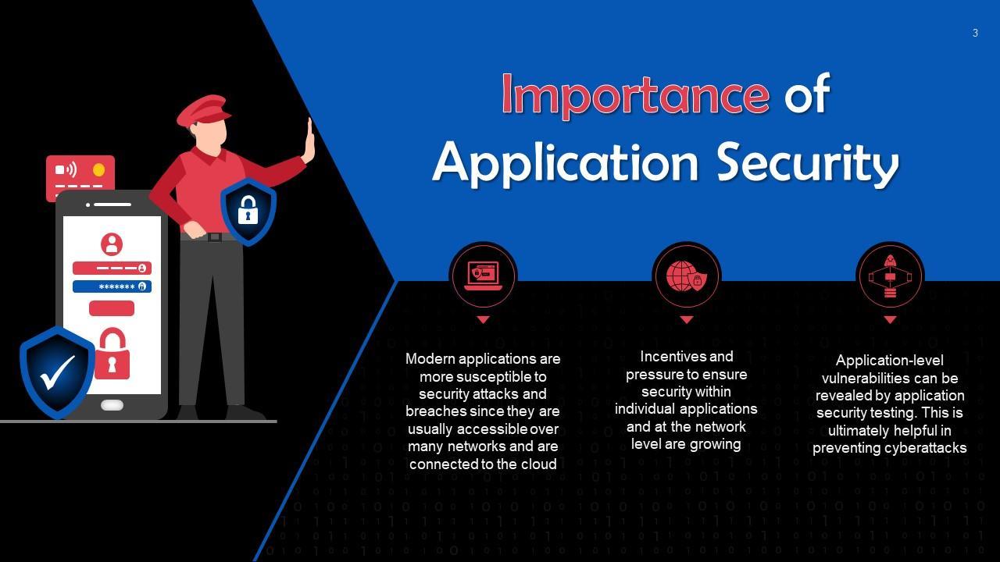 3
Importance of
Application Security
Modern applications are
more susceptible to
security attacks and
breaches since they are
usually accessible over
many networks and are
connected to the cloud
Incentives and
pressure to ensure
security within
individual applications
and at the network
level are growing
Application-level
vulnerabilities can be
revealed by application
security testing. This is
ultimately helpful in
preventing cyberattacks
*******